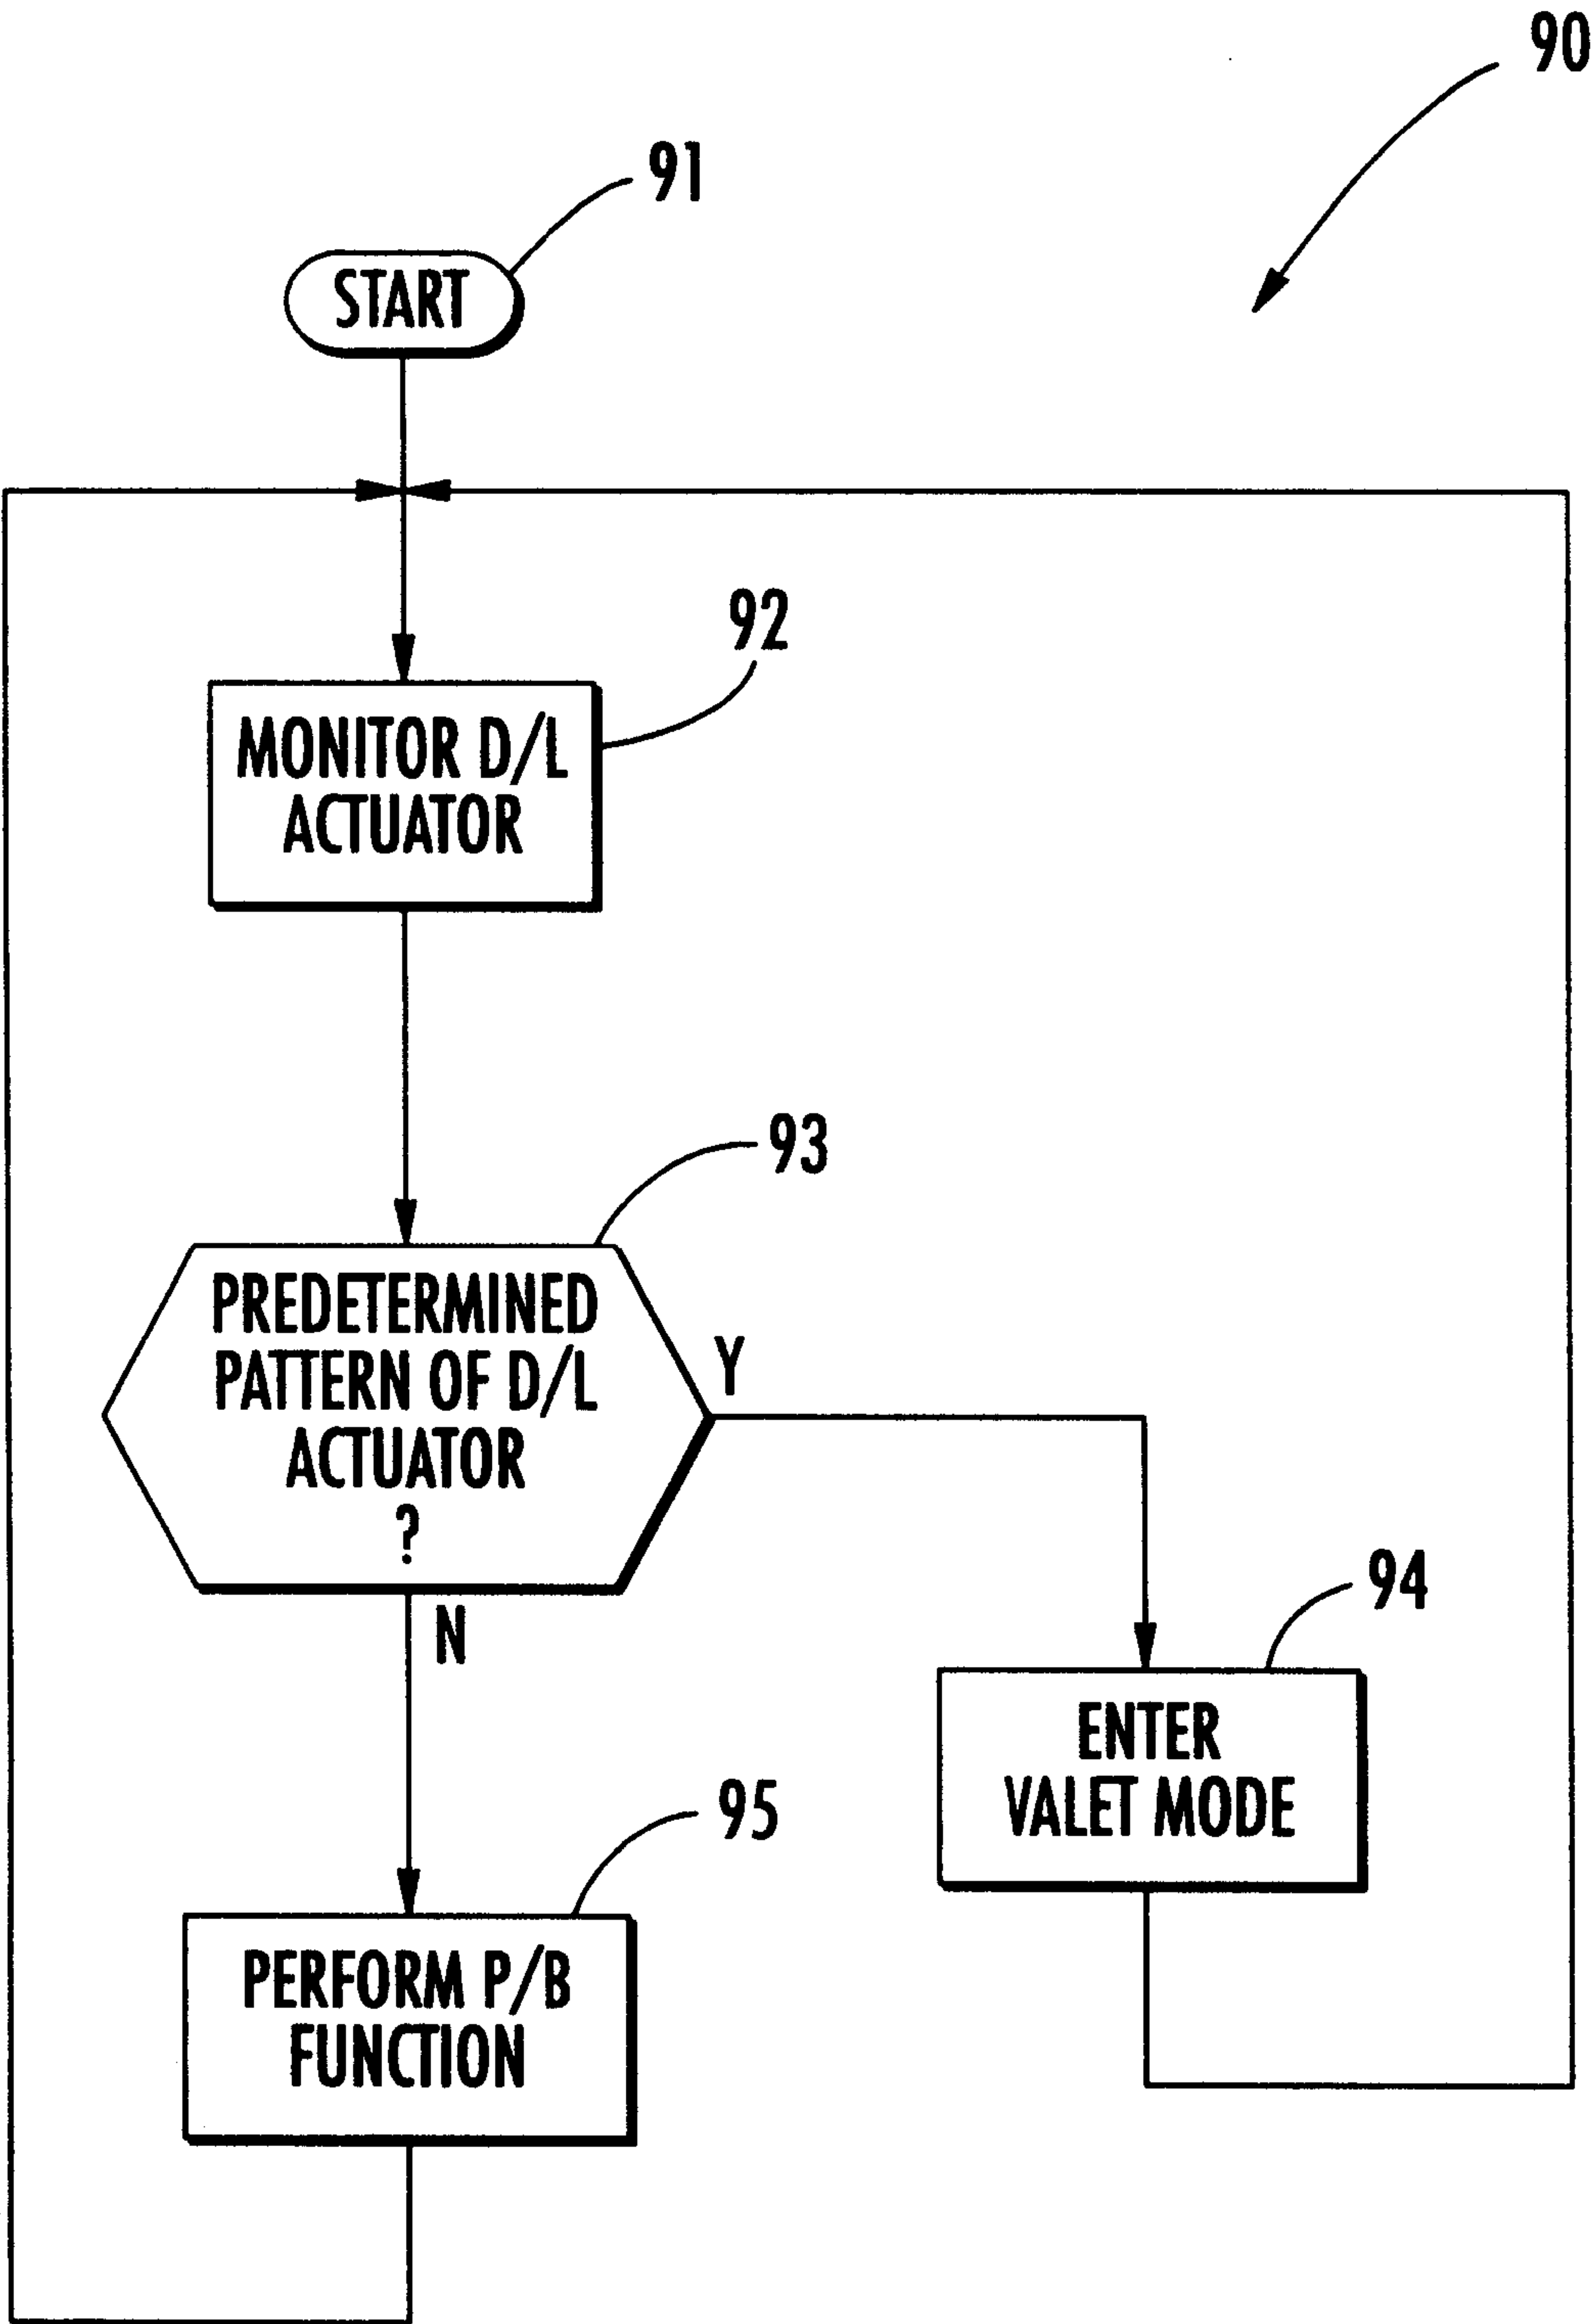 90
91
START
92
MONITOR D/L
ACTUATOR
93
PREDETERMINED
PATTERN OF D/L
ACTUATOR
?
Y
N
94
ENTER
VALET MODE
95
PERFORM P/B
FUNCTION